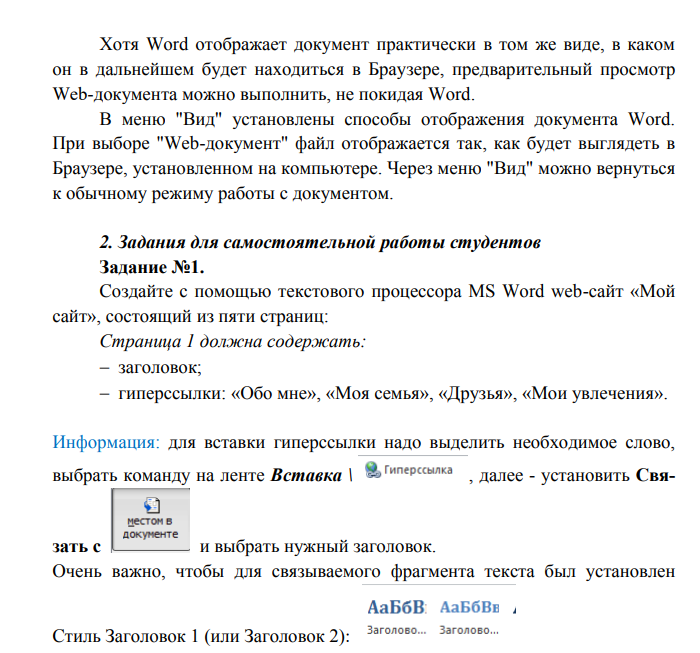 Хотя Word отображает документ практически в том же виде, в каком
он в дальнейшем будет находиться в Браузере, предварительный просмотр
Web-документа можно выполнить, не покидая Word.
В меню "Вид" установлены способы отображения документа Word.
При выборе "Web-документ" файл отображается так, как будет выглядеть в
Браузере, установленном на компьютере. Через меню "Вид" можно вернуться
к обычному режиму работы с документом.
2. Задания для самостоятельной работы студентов
Задание №1.
Создайте с помощью текстового процессора MS Word web-сайт «Мой
сайт», состоящий из пяти страниц:
Страница 1 должна содержать:
− заголовок;
− гиперссылки: «Обо мне», «Моя семья», «Друзья», «Мои увлечения».
Информация: для вставки гиперссылки надо выделить необходимое слово,
выбрать команду на ленте Вставка \ Гиперссылка , далее - установить Свя-
местом в
документе
зать с и выбрать нужный заголовок.
Очень важно, чтобы для связываемого фрагмента текста был установлен
АаБбВ АаБбВв
Заголово... Заголово...
Стиль Заголовок 1 (или Заголовок 2):